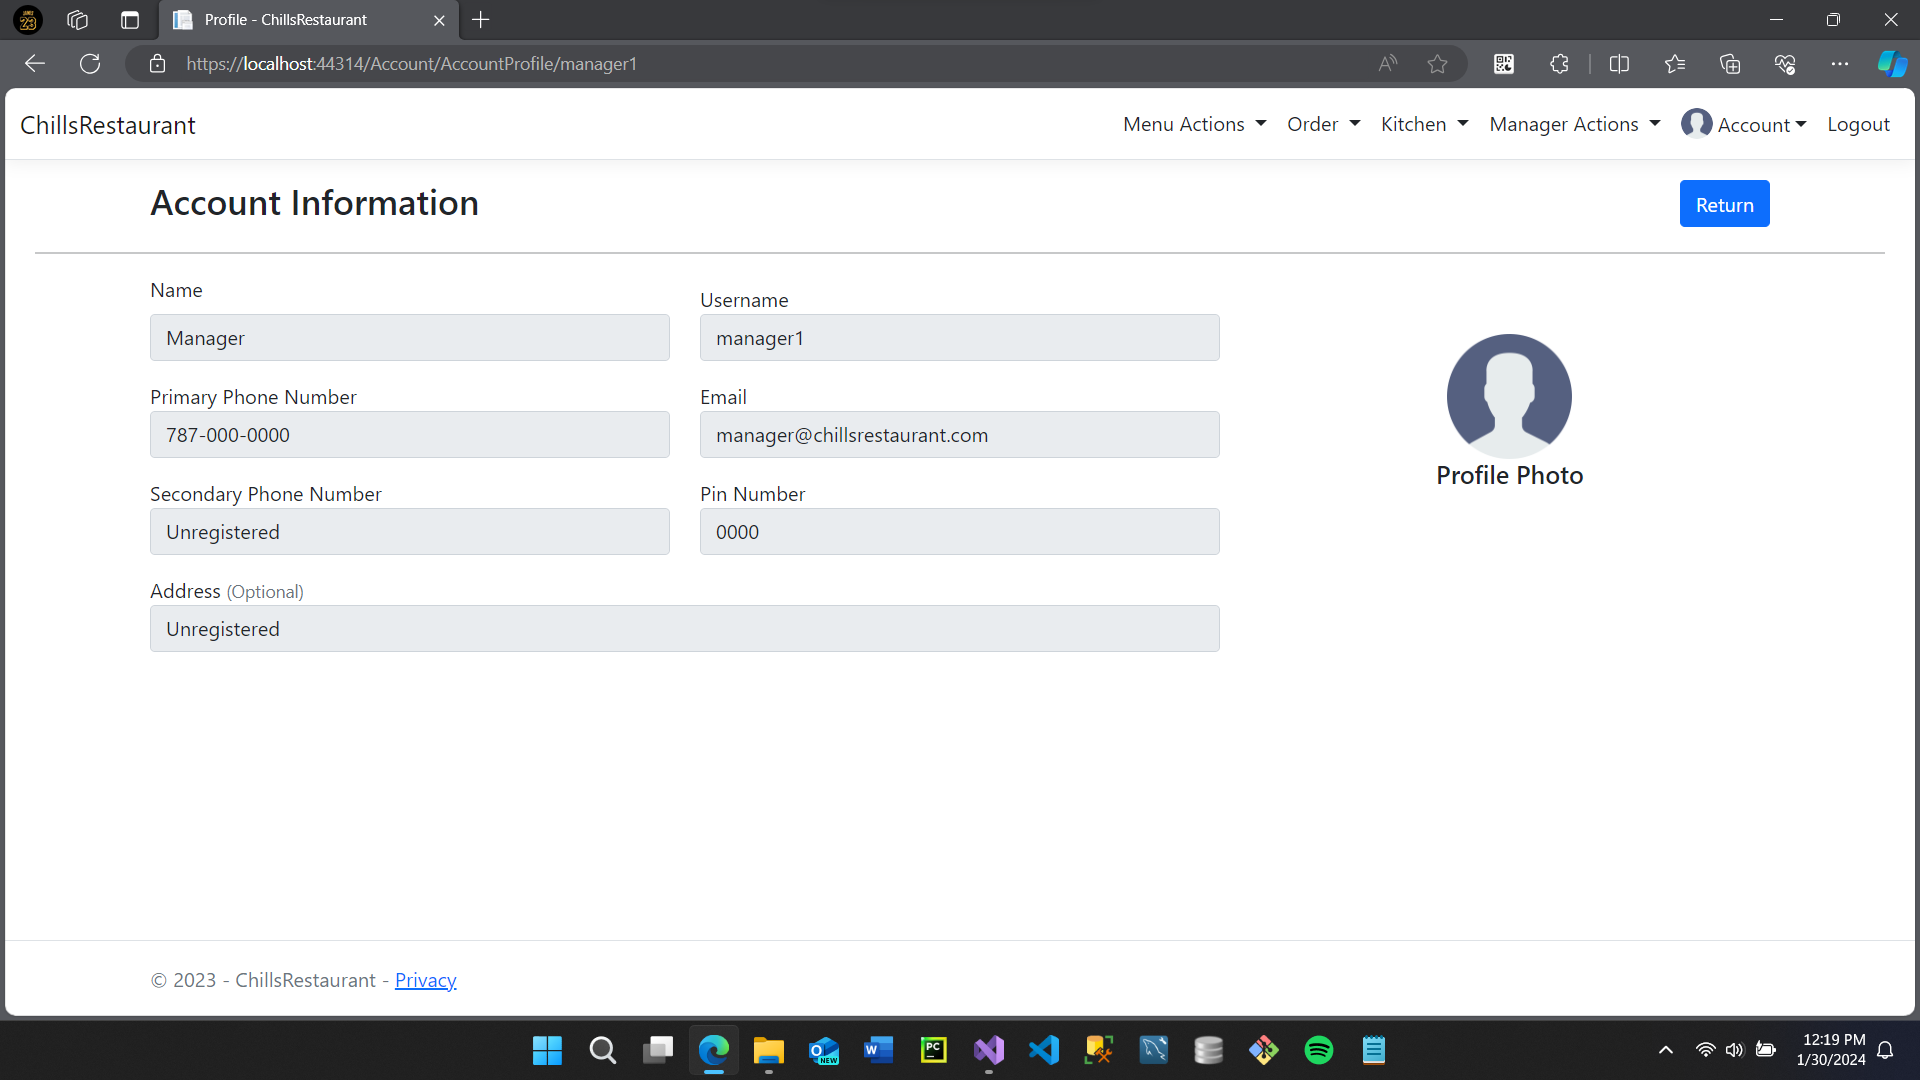 Profile - ChillsRestaurant
https://localhost:44314/Account/AccountProfile/manager1
ChillsRestaurant
Menu Actions
Order
Kitchen
Manager Actions
Account
Logout
Account Information
Return
Name
Username
Manager
manager1
Primary Phone Number
Email
787-000-0000
manager@chillsrestaurant.com
Secondary Phone Number
Pin Number
Unregistered
0000
Address (Optional)
Unregistered
Profile Photo
© 2023 - ChillsRestaurant - Privacy
12:19 PM
1/30/2024